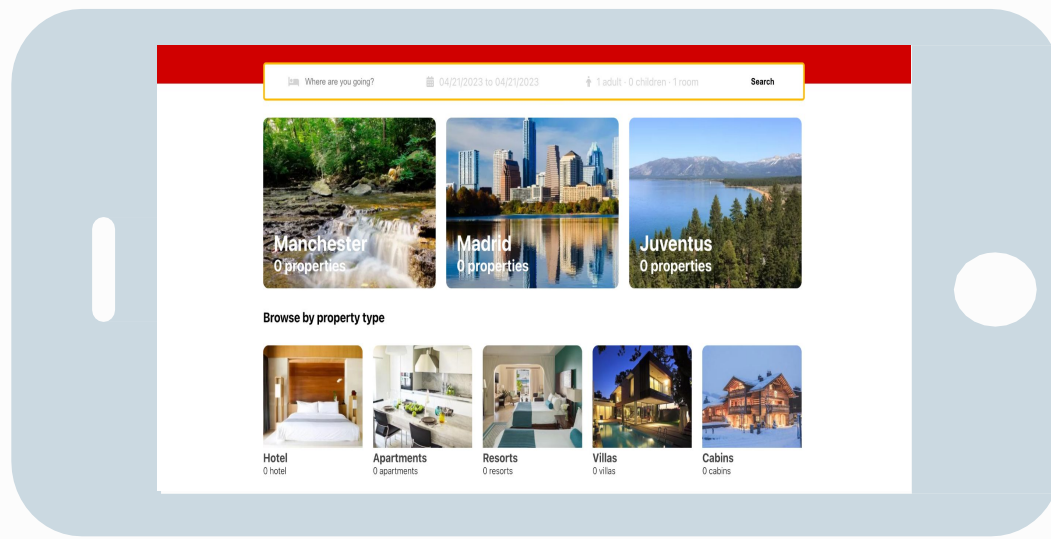 Where are you going?
04/21/2023 to 04/21/2023
1 adult · 0 children · 1 room
Search
Manchester
0 properties
Madrid
0 properties
Juventus
0 properties
Browse by property type
Hotel
0 hotel
Apartments
0 apartments
Resorts
0 resorts
Villas
0 villas
Cabins
0 cabins